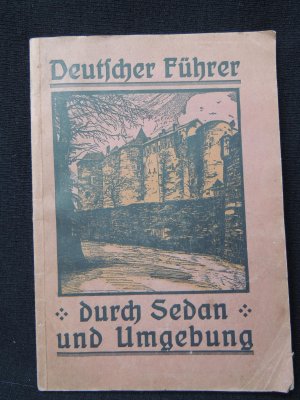 Deutscher Führer
durch Sedan
und Umgebung